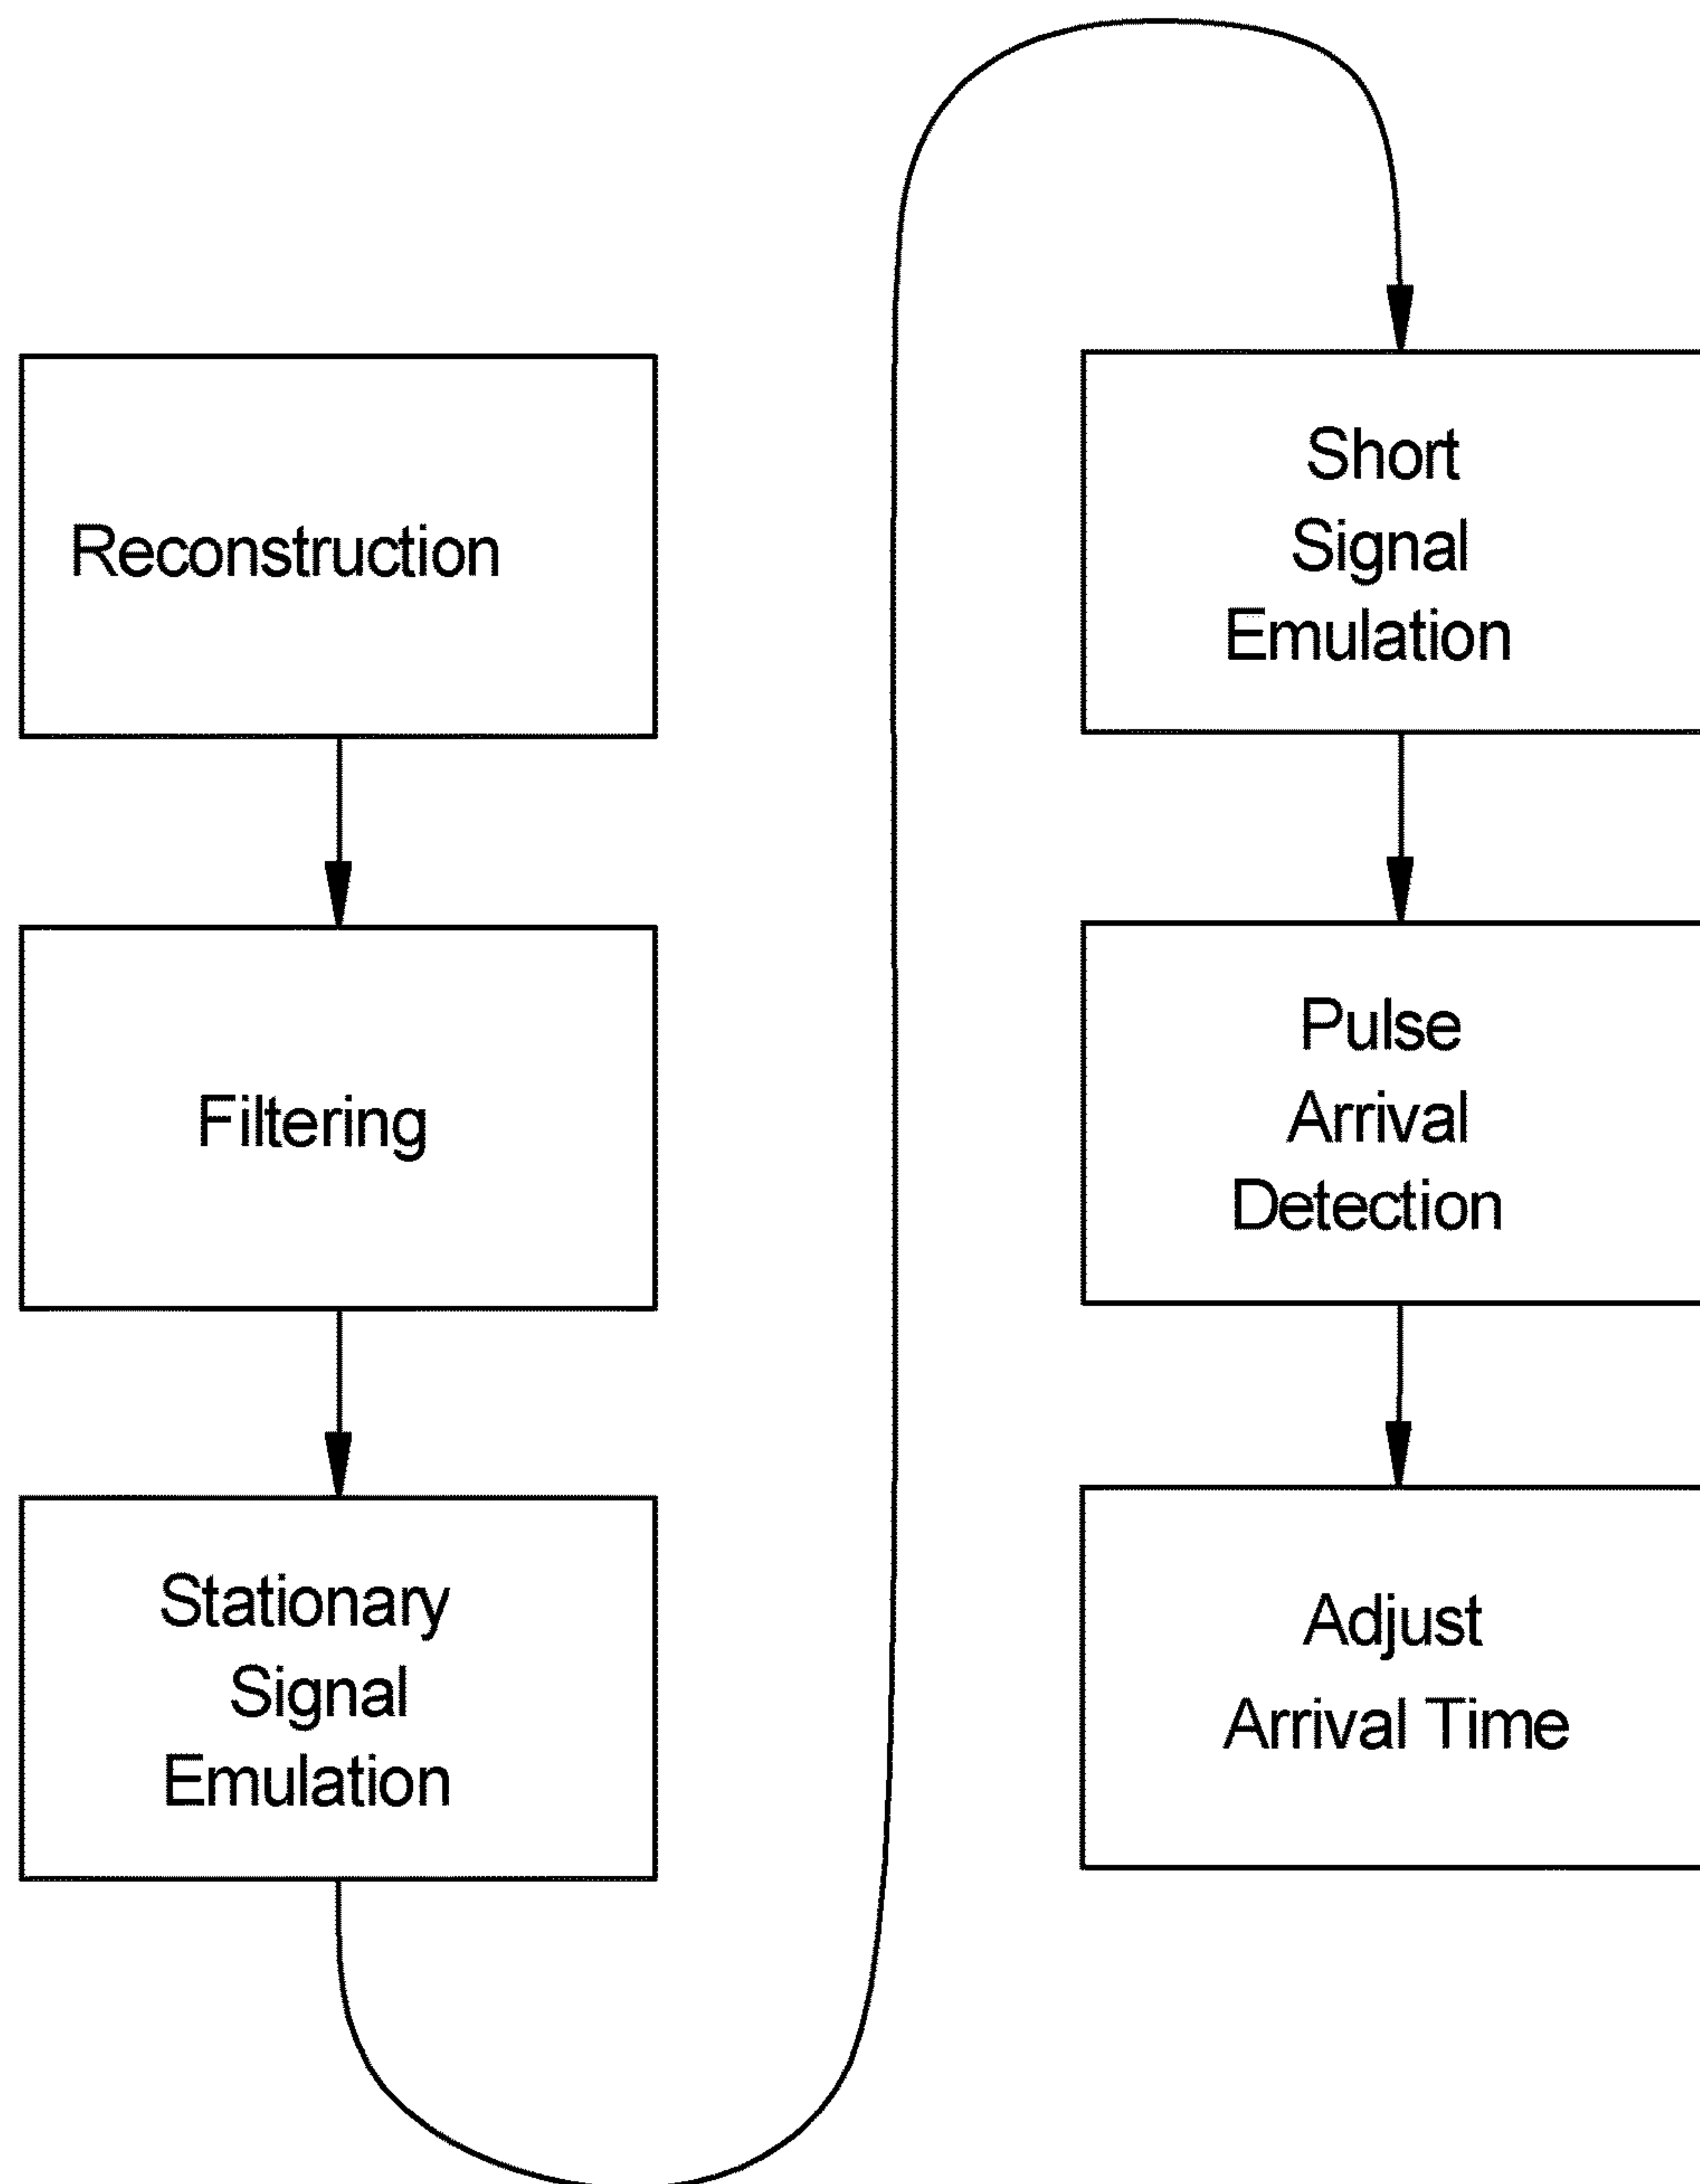 Reconstruction
Filtering
Stationary
Signal
Emulation
Short
Signal
Emulation
Pulse
Arrival
Detection
Adjust
Arrival Time